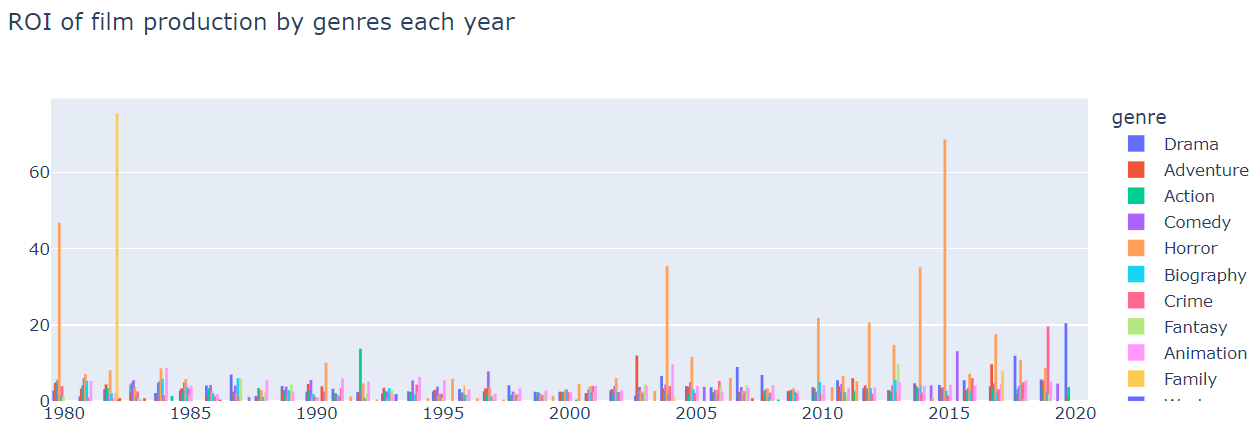 ROI of film production by genres each year
genre
Drama
Adventure
Action
Comedy
Horror
Biography
Crime
Fantasy
Animation
Family
60
40
20
0
1980 1985 1990 1995 2000 2005 2010 2015 2020